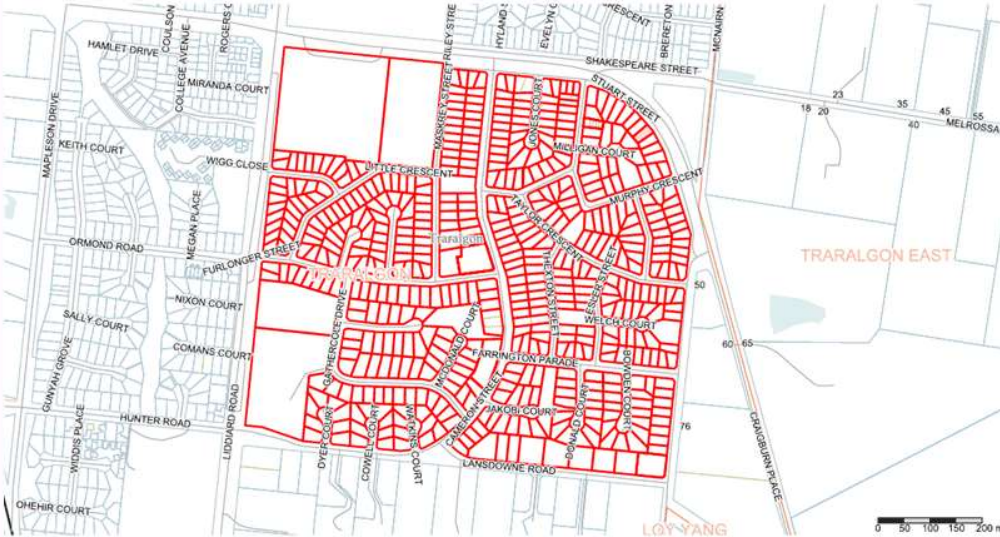 HAMLET DRIVE
COULSON
COLLEGE AVENUE
ROGERS C
RILEY STRE
HYLAND S
CRESCENT
EVELYN C
BRERETON
MCNAIRN
SHAKESPEARE STREET
MIRANDA COURT
MASKREY STREET
JONES COURT
STUART STREET
23
18
20
35
45
55
40
MELROSSA
MAPLESON DRIVE
KEITH COURT
WIGG CLOSE
LITTLE CRESCENT
MILLIGAN COURT
MURPHY CRESCENT
TAYLOR CRESCENT
MEGAN PLACE
ORMOND ROAD
FURLONGER STREET
Traralgon
TRARALGON
TRARALGON EAST
THEXTON STREET
ESLER STREET
50
NIXON COURT
SALLY COURT
GATHERCOLE DRIVE
MCDONALD COURT
WELCH COURT
COMANS COURT
FARRINGTON PARADE
60
65
GUNYAH GROVE
BOWDEN COURT
HUNTER ROAD
LIDDIARD ROAD
WIDDIS PLACE
DYER COURT
COWELL COURT
WATKINS COURT
CAMERON STREET
JAKOBI COURT
DONALD COURT
76
CRAIGBURN PLACE
LANSDOWNE ROAD
OHEHIR COURT
LOY YANG
0 50 100 150 200 m